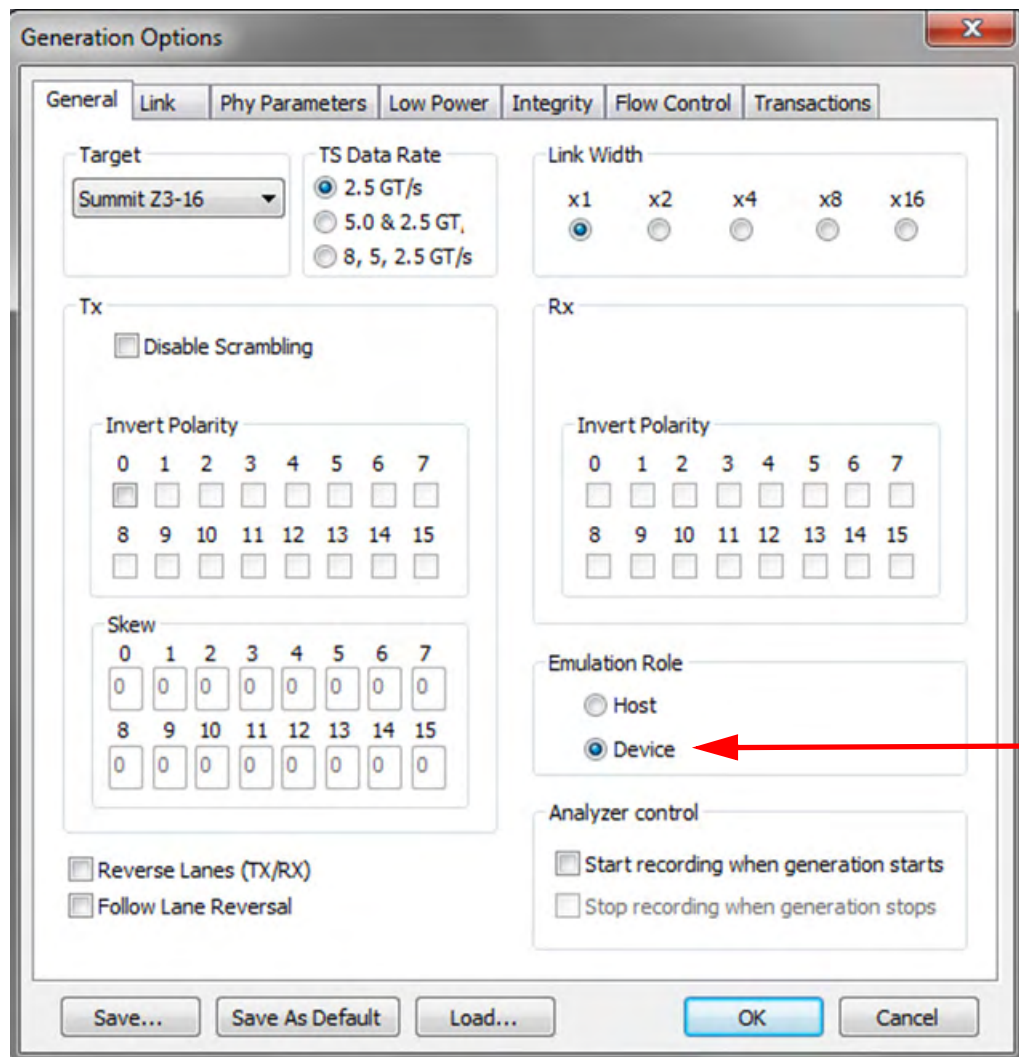 Generation Options
General Link Phy Parameters Low Power Integrity Flow Control Transactions
Target
Summit Z3-16
TS Data Rate
2.5 GT/s
5.0 & 2.5 GT,
8, 5, 2.5 GT/s
Link Width
x1 x2 x4 x8 x16
Tx
Disable Scrambling
Invert Polarity
0 1 2 3 4 5 6 7
8 9 10 11 12 13 14 15
Skew
0 1 2 3 4 5 6 7
0 0 0 0 0 0 0 0
8 9 10 11 12 13 14 15
0 0 0 0 0 0 0 0
Reverse Lanes (TX/RX)
Follow Lane Reversal
Rx
Invert Polarity
0 1 2 3 4 5 6 7
8 9 10 11 12 13 14 15
Emulation Role
Host
Device
Analyzer control
Start recording when generation starts
Stop recording when generation stops
Save... Save As Default Load... OK Cancel